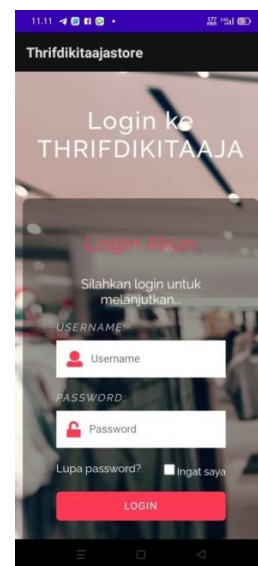 11.11
Thrifdikitaajastore
Login ke
THRIFDIKITAAJA
Login Akun
Silahkan login untuk
melanjutkan...
USERNAME:
Username
PASSWORD:
Password
Lupa password?
Ingat saya
LOGIN